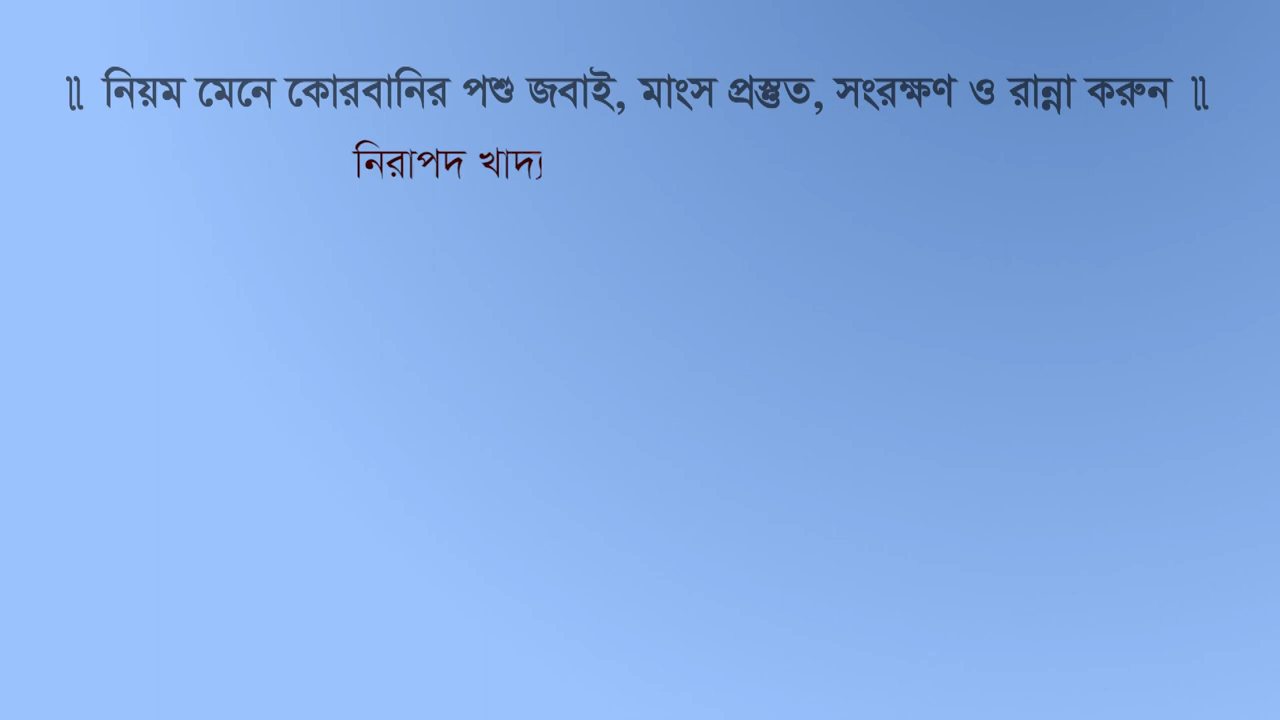 ॥ নিয়ম মেনে কোরবানির পশু জবাই, মাংস প্রস্তুত, সংরক্ষণ ও রান্না করুন ॥
নিরাপদ খাদ্য